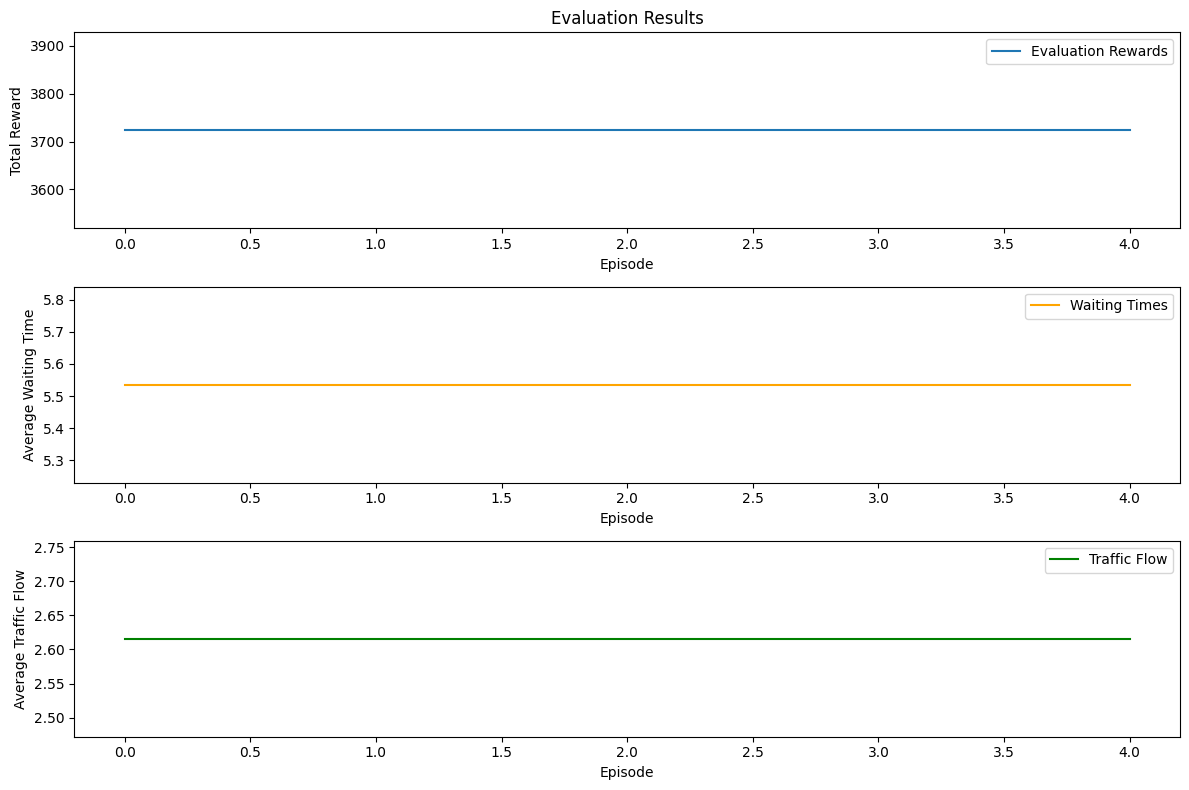 Evaluation Results
Total Reward
3900
3800
3700
3600
Evaluation Rewards
0.0 0.5 1.0 1.5 2.0 2.5 3.0 3.5 4.0
Episode
Average Waiting Time
5.8
5.7
5.6
5.5
5.4
5.3
Waiting Times
0.0 0.5 1.0 1.5 2.0 2.5 3.0 3.5 4.0
Episode
Average Traffic Flow
2.75
2.70
2.65
2.60
2.55
2.50
Traffic Flow
0.0 0.5 1.0 1.5 2.0 2.5 3.0 3.5 4.0
Episode